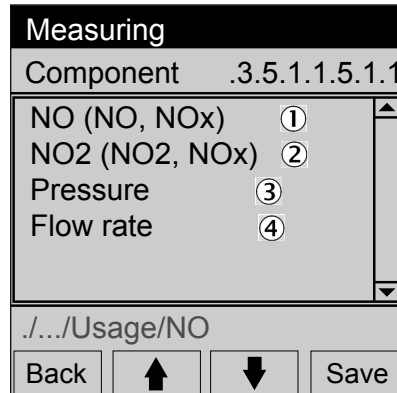 Measuring
Component .3.5.1.1.5.1.1
NO (NO, NOx) ①
NO2 (NO2, NOx) ②
Pressure ③
Flow rate ④
./.../Usage/NO
Back Save